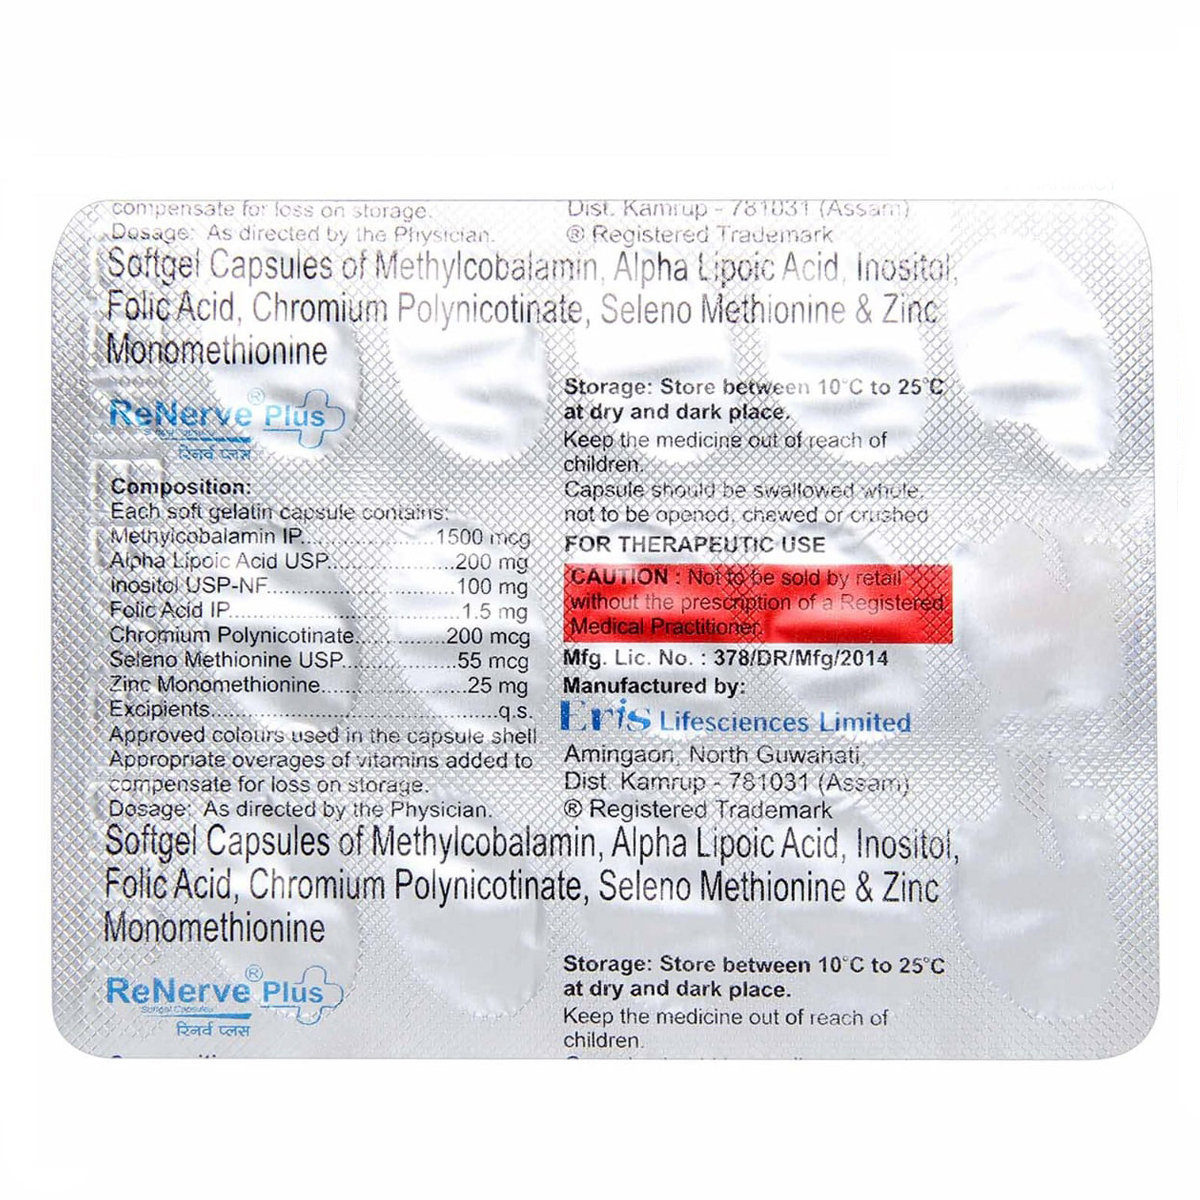 compensate for loss on storage.
Dosage: As directed by the Physician.
Dist. Kamrup - 781031 (Assam)
® Registered Trademark
Softgel Capsules of Methylcobalamin, Alpha Lipoic Acid, Inositol,
Folic Acid, Chromium Polynicotinate, Seleno Methionine & Zinc
Monomethionine
ReNerve® Plus
रिनर्व प्लस
Composition:
Each soft gelatin capsule contains:
Methylcobalamin IP..............1500 mcg
Alpha Lipoic Acid USP.............200 mg
Inositol USP-NF....................100 mg
Folic Acid IP........................1.5 mg
Chromium Polynicotinate..........200 mcg
Seleno Methionine USP............55 mcg
Zinc Monomethionine...............25 mg
Excipients..............................q.s.
Approved colours used in the capsule shell
Appropriate overages of vitamins added to
compensate for loss on storage.
Dosage: As directed by the Physician.
Storage: Store between 10°C to 25°C
at dry and dark place.
Keep the medicine out of reach of
children.
Capsule should be swallowed whole,
not to be opened, chewed or crushed
FOR THERAPEUTIC USE
CAUTION : Not to be sold by retail
without the prescription of a Registered
Medical Practitioner.
Mfg. Lic. No. : 378/DR/Mfg/2014
Manufactured by:
Eris Lifesciences Limited
Amingaon, North Guwahati,
Dist. Kamrup - 781031 (Assam)
® Registered Trademark
Softgel Capsules of Methylcobalamin, Alpha Lipoic Acid, Inositol,
Folic Acid, Chromium Polynicotinate, Seleno Methionine & Zinc
Monomethionine
ReNerve® Plus
Softgel Capsules
रिनर्व प्लस
Storage: Store between 10°C to 25°C
at dry and dark place.
Keep the medicine out of reach of
children.